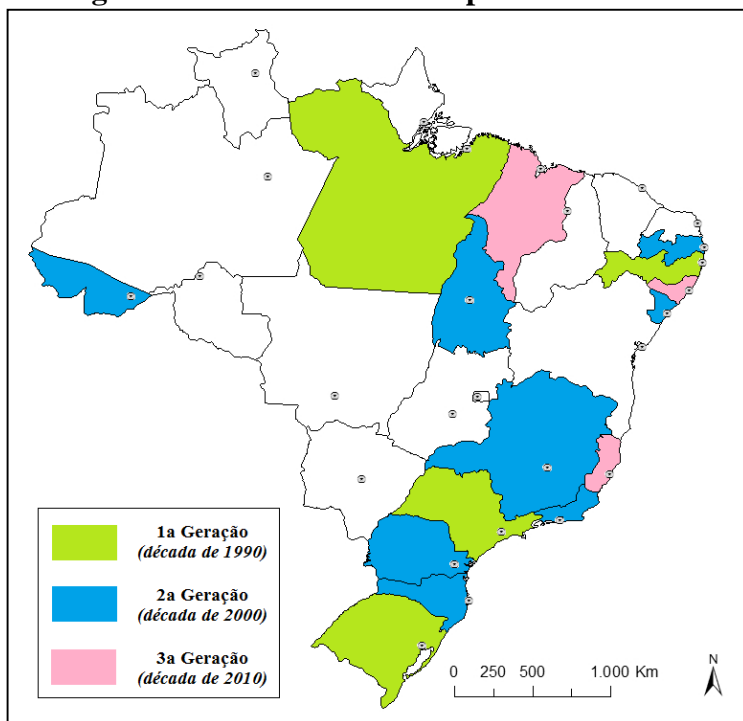 1a Geração
(década de 1990)
2a Geração
(década de 2000)
3a Geração
(década de 2010)
0 250 500 1.000 Km
N